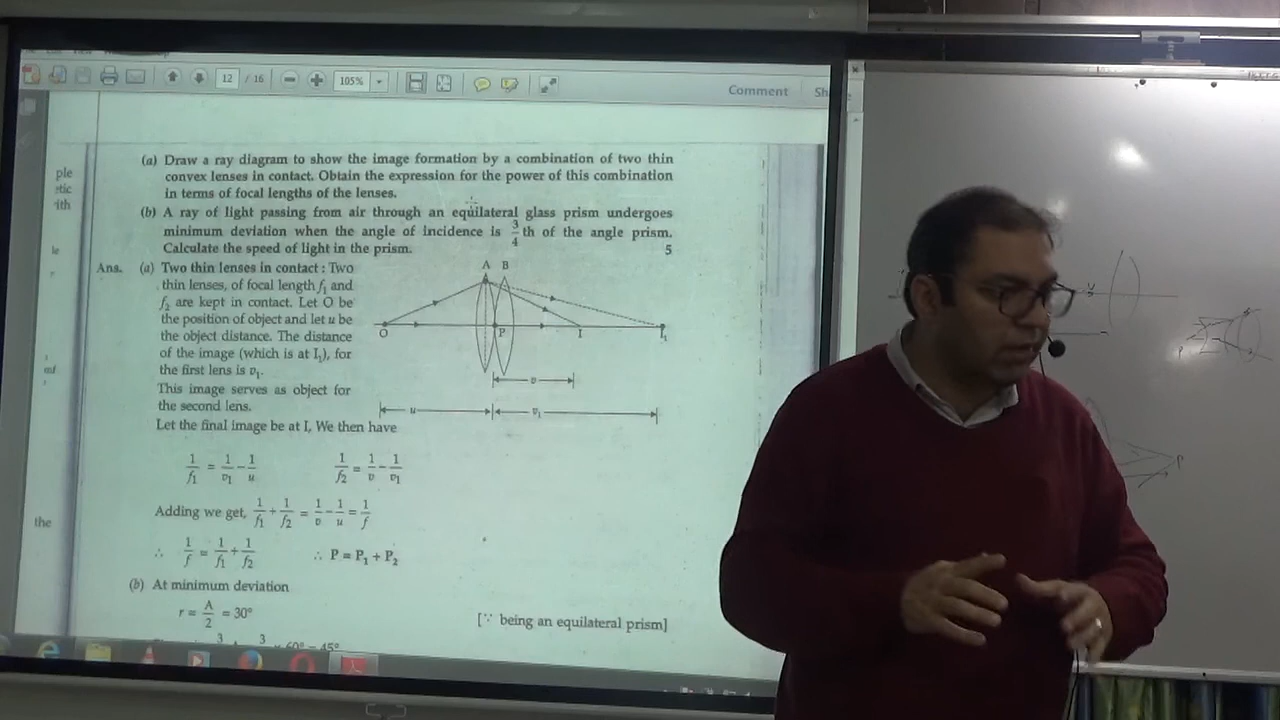 12 / 16
105%
Comment
Sh
ple
etic
ith
le
the
(a) Draw a ray diagram to show the image formation by a combination of two thin
convex lenses in contact. Obtain the expression for the power of this combination
in terms of focal lengths of the lenses.
(b) A ray of light passing from air through an equilateral glass prism undergoes
minimum deviation when the angle of incidence is 3/4 th of the angle prism.
Calculate the speed of light in the prism. 5
Ans. (a) Two thin lenses in contact : Two
thin lenses, of focal length f₁ and
f₂ are kept in contact. Let O be
the position of object and let u be
the object distance. The distance
of the image (which is at I₁), for
the first lens is v₁.
This image serves as object for
the second lens.
Let the final image be at I, We then have
A B
O P I I₁
v
u v₁
1/f₁ = 1/v₁ − 1/u 1/f₂ = 1/v − 1/v₁
Adding we get, 1/f₁ + 1/f₂ = 1/v − 1/u = 1/f
∴ 1/f = 1/f₁ + 1/f₂ ∴ P = P₁ + P₂
(b) At minimum deviation
r = A/2 = 30° [∵ being an equilateral prism]
P
P